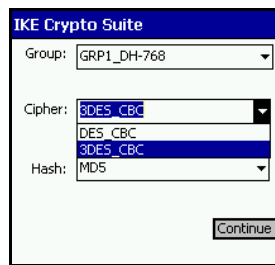 IKE Crypto Suite
Group: GRP1_DH-768
Cipher: 3DES_CBC
DES_CBC
3DES_CBC
Hash: MD5
Continue